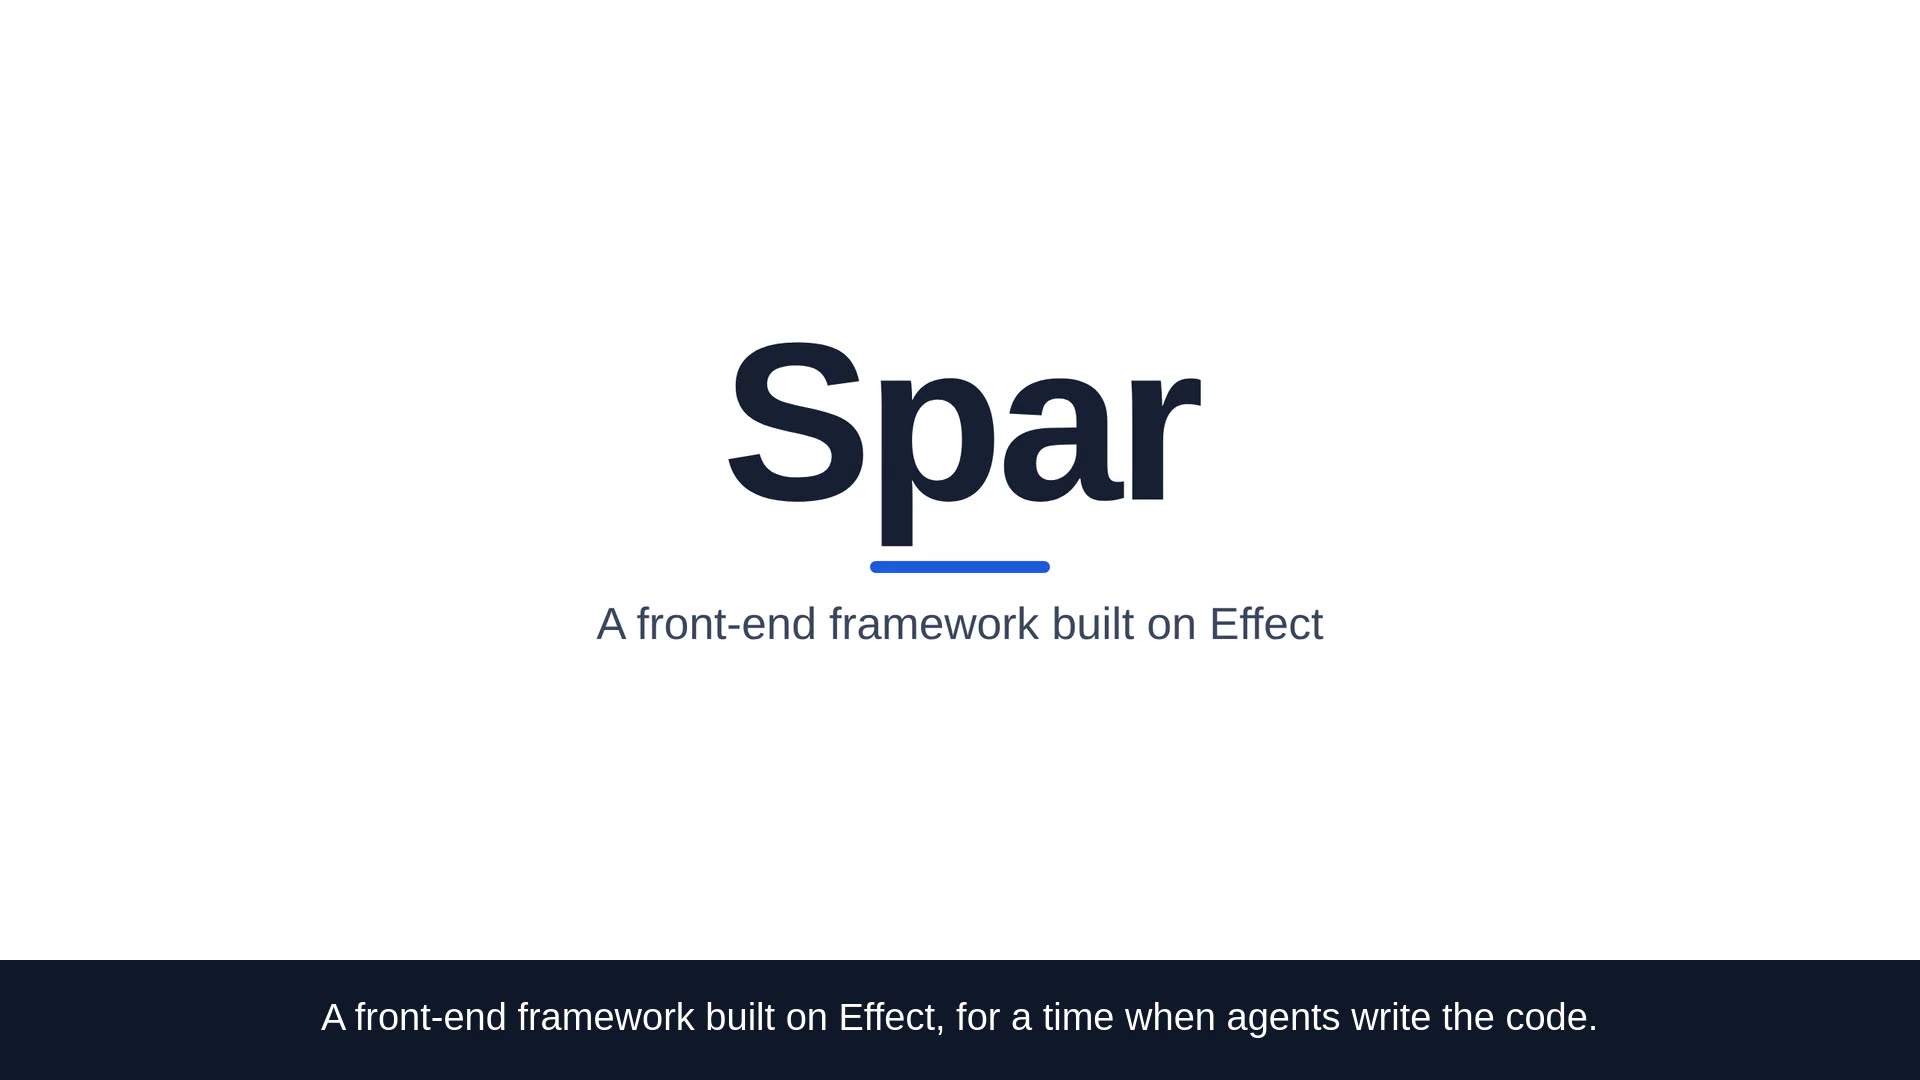 Spar
A front-end framework built on Effect
A front-end framework built on Effect, for a time when agents write the code.